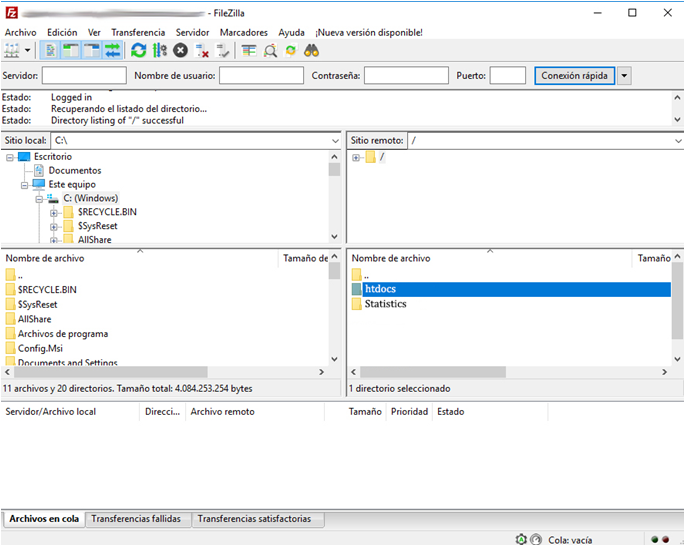 - FileZilla
Archivo Edición Ver Transferencia Servidor Marcadores Ayuda ¡Nueva versión disponible!
Servidor: Nombre de usuario: Contraseña: Puerto: Conexión rápida
Estado: Logged in
Estado: Recuperando el listado del directorio...
Estado: Directory listing of "/" successful
Sitio local: C:\
Escritorio
Documentos
Este equipo
C: (Windows)
$RECYCLE.BIN
$SysReset
AllShare
Sitio remoto: /
/
Nombre de archivo Tamaño de
..
$RECYCLE.BIN
$SysReset
AllShare
Archivos de programa
Config.Msi
Documents and Settings
11 archivos y 20 directorios. Tamaño total: 4.084.253.254 bytes
Nombre de archivo Tamaño
..
htdocs
Statistics
1 directorio seleccionado
Servidor/Archivo local Direcci... Archivo remoto Tamaño Prioridad Estado
Archivos en cola Transferencias fallidas Transferencias satisfactorias
Cola: vacía